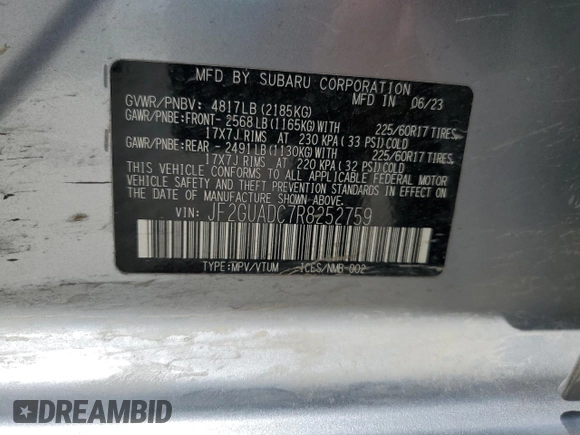 MFD BY SUBARU CORPORATION
GVWR/PNBV: 4817LB(2185KG) MFD IN 06/23
GAWR/PNBE:FRONT- 2568LB(1165KG)WITH 225/60R17 TIRES,
17X7J RIMS AT 230 KPA(33 PSI)COLD
GAWR/PNBE:REAR - 2491LB(1130KG)WITH 225/60R17 TIRES,
17X7J RIMS AT 220 KPA(32 PSI)COLD
THIS VEHICLE CONFORMS TO ALL APPLICABLE FEDERAL MOTOR
VEHICLE SAFETY AND THEFT PREVENTION STANDARDS IN EFFECT ON
THE DATE OF MANUFACTURE SHOWN ABOVE.
VIN: JF2GUADC7R8252759
TYPE:MPV/VTUM ICES/NMB-002
DREAMBID